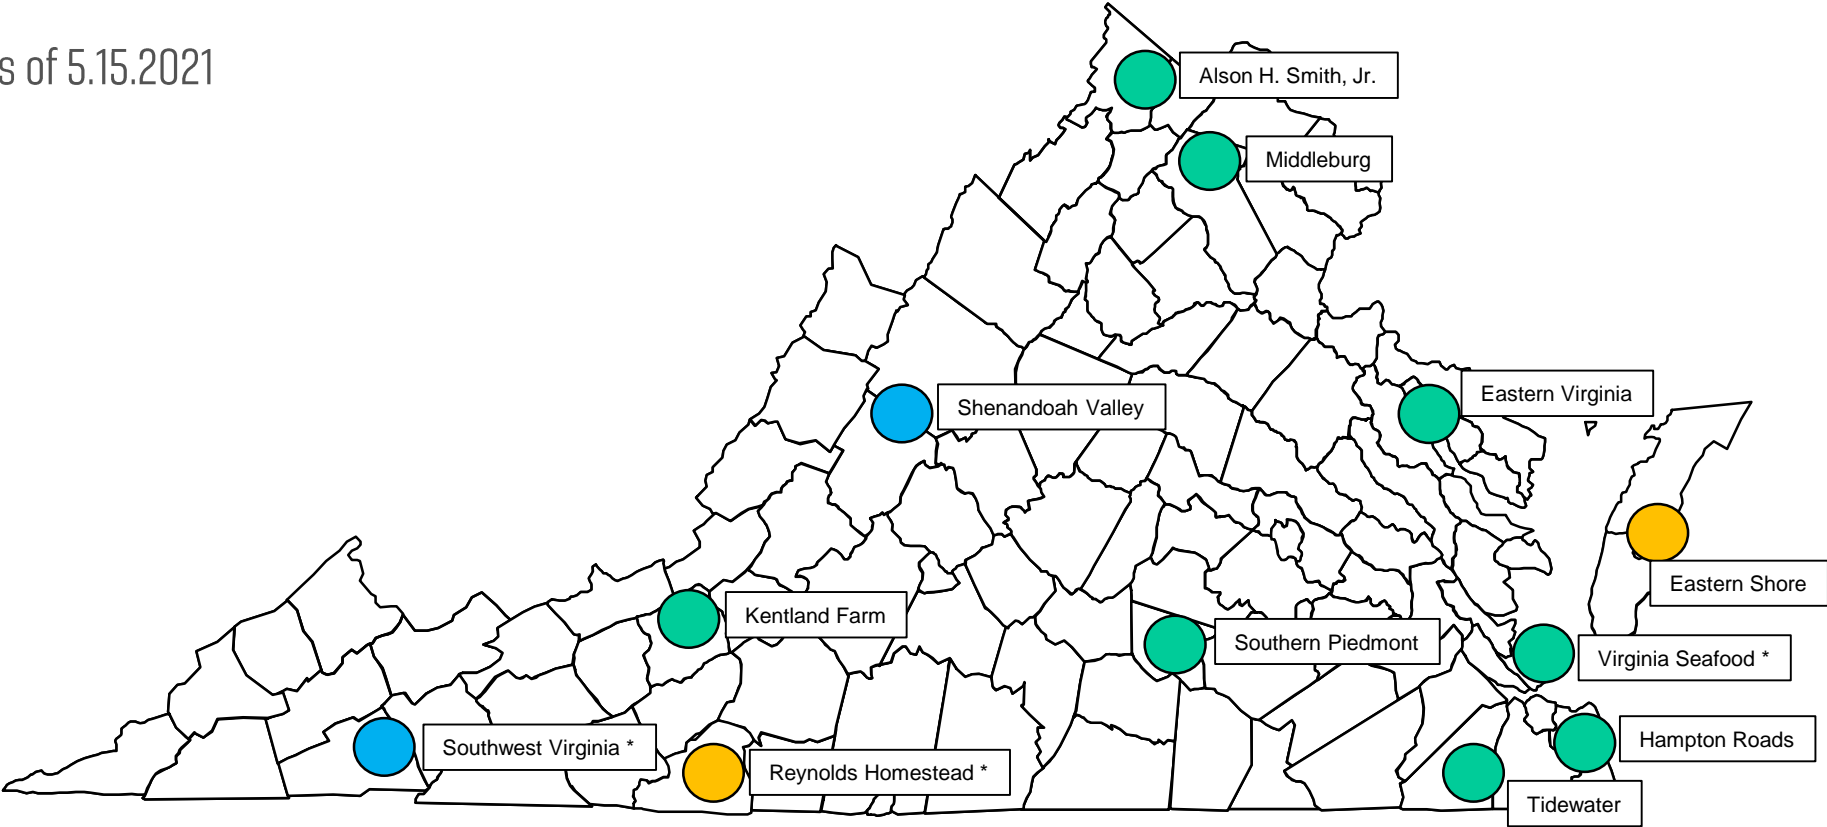 s of 5.15.2021
Alson H. Smith, Jr.
Middleburg
Eastern Virginia
Shenandoah Valley
Eastern Shore
Kentland Farm
Southern Piedmont
Virginia Seafood *
Hampton Roads
Southwest Virginia *
Reynolds Homestead *
Tidewater